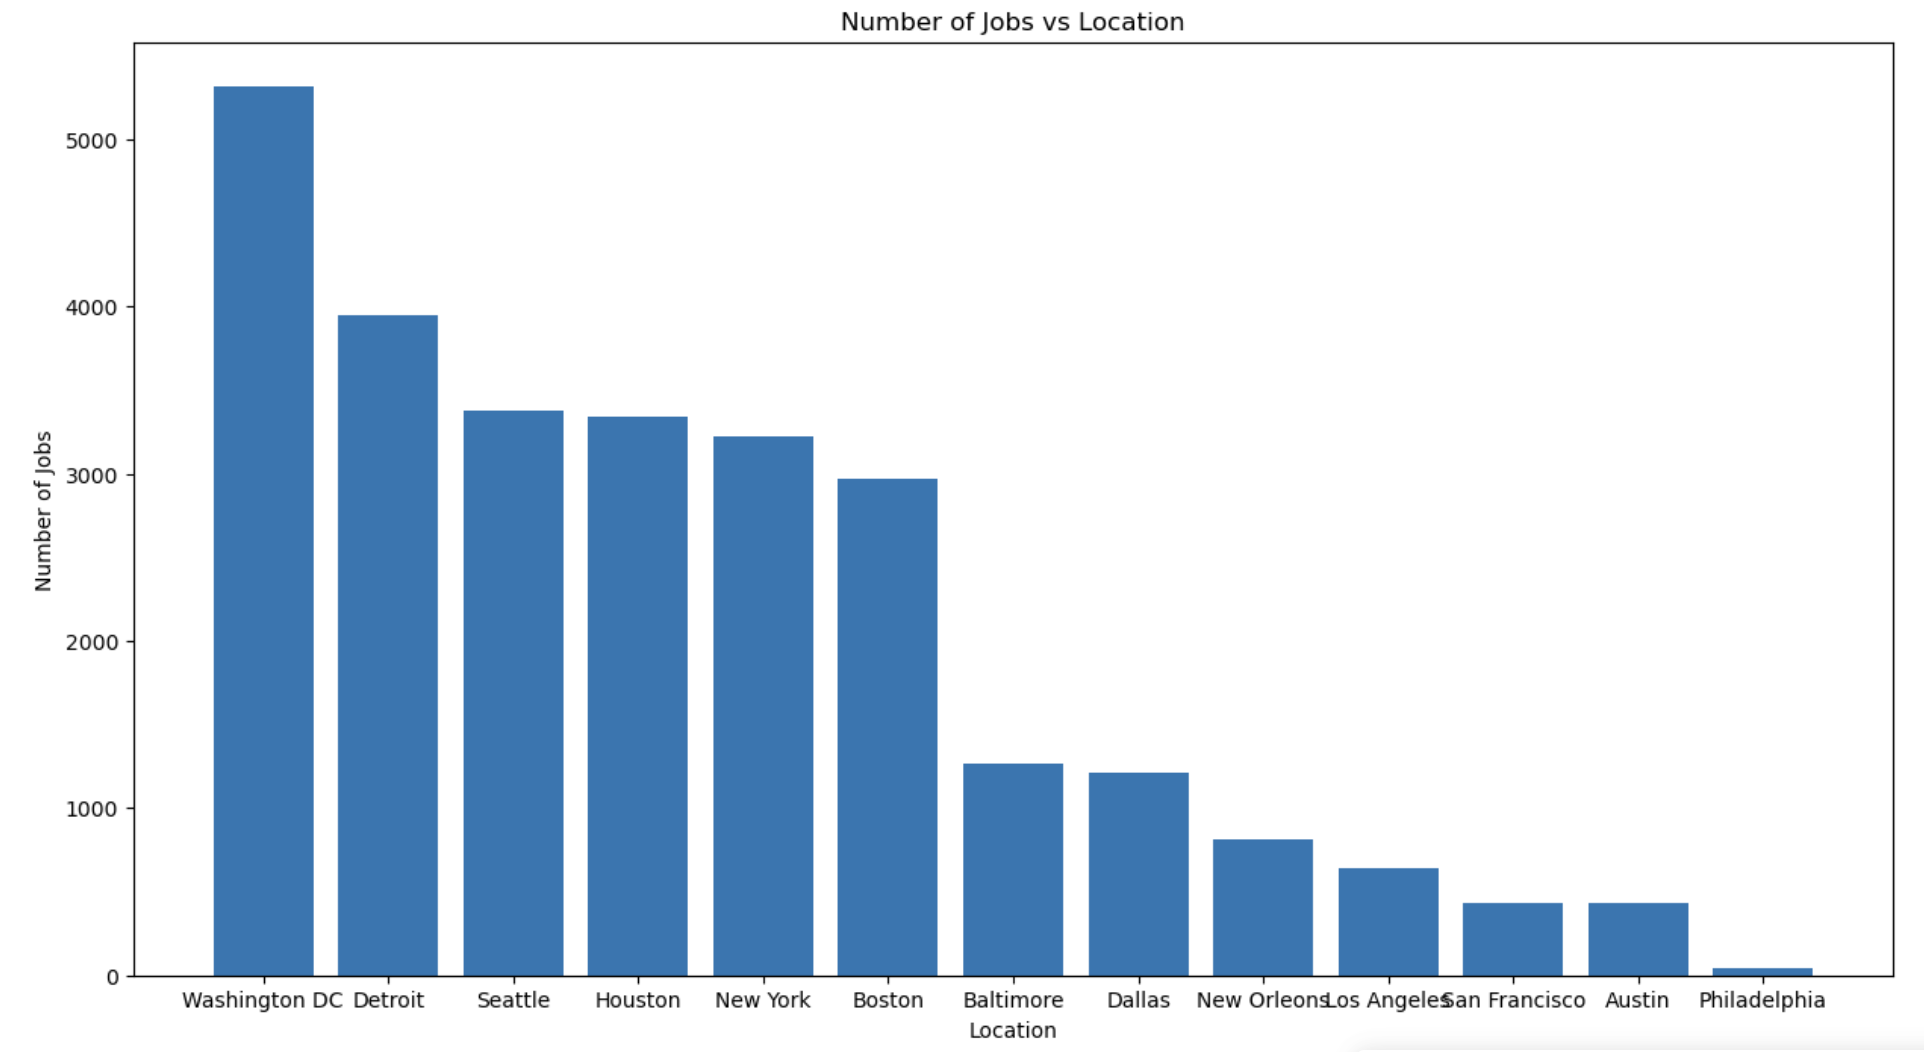 Number of Jobs vs Location
5000
4000
3000
2000
1000
0
Number of Jobs
Washington DC Detroit Seattle Houston New York Boston Baltimore Dallas New Orleons Los Angeles San Francisco Austin Philadelphia
Location